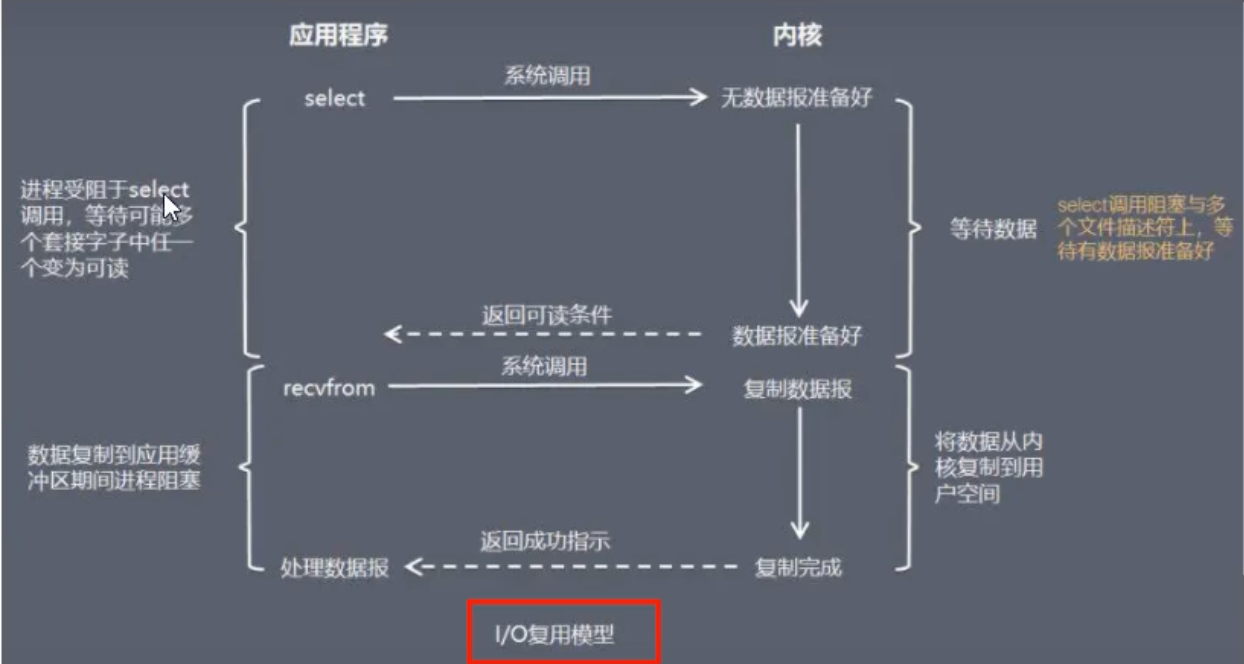 应用程序
内核
系统调用
select
无数据报准备好
进程受阻于select
调用，等待可能多
个套接字子中任一
个变为可读
等待数据
select调用阻塞与多
个文件描述符上，等
待有数据报准备好
返回可读条件
数据报准备好
系统调用
recvfrom
复制数据报
数据复制到应用缓
冲区期间进程阻塞
将数据从内
核复制到用
户空间
返回成功指示
处理数据报
复制完成
I/O复用模型